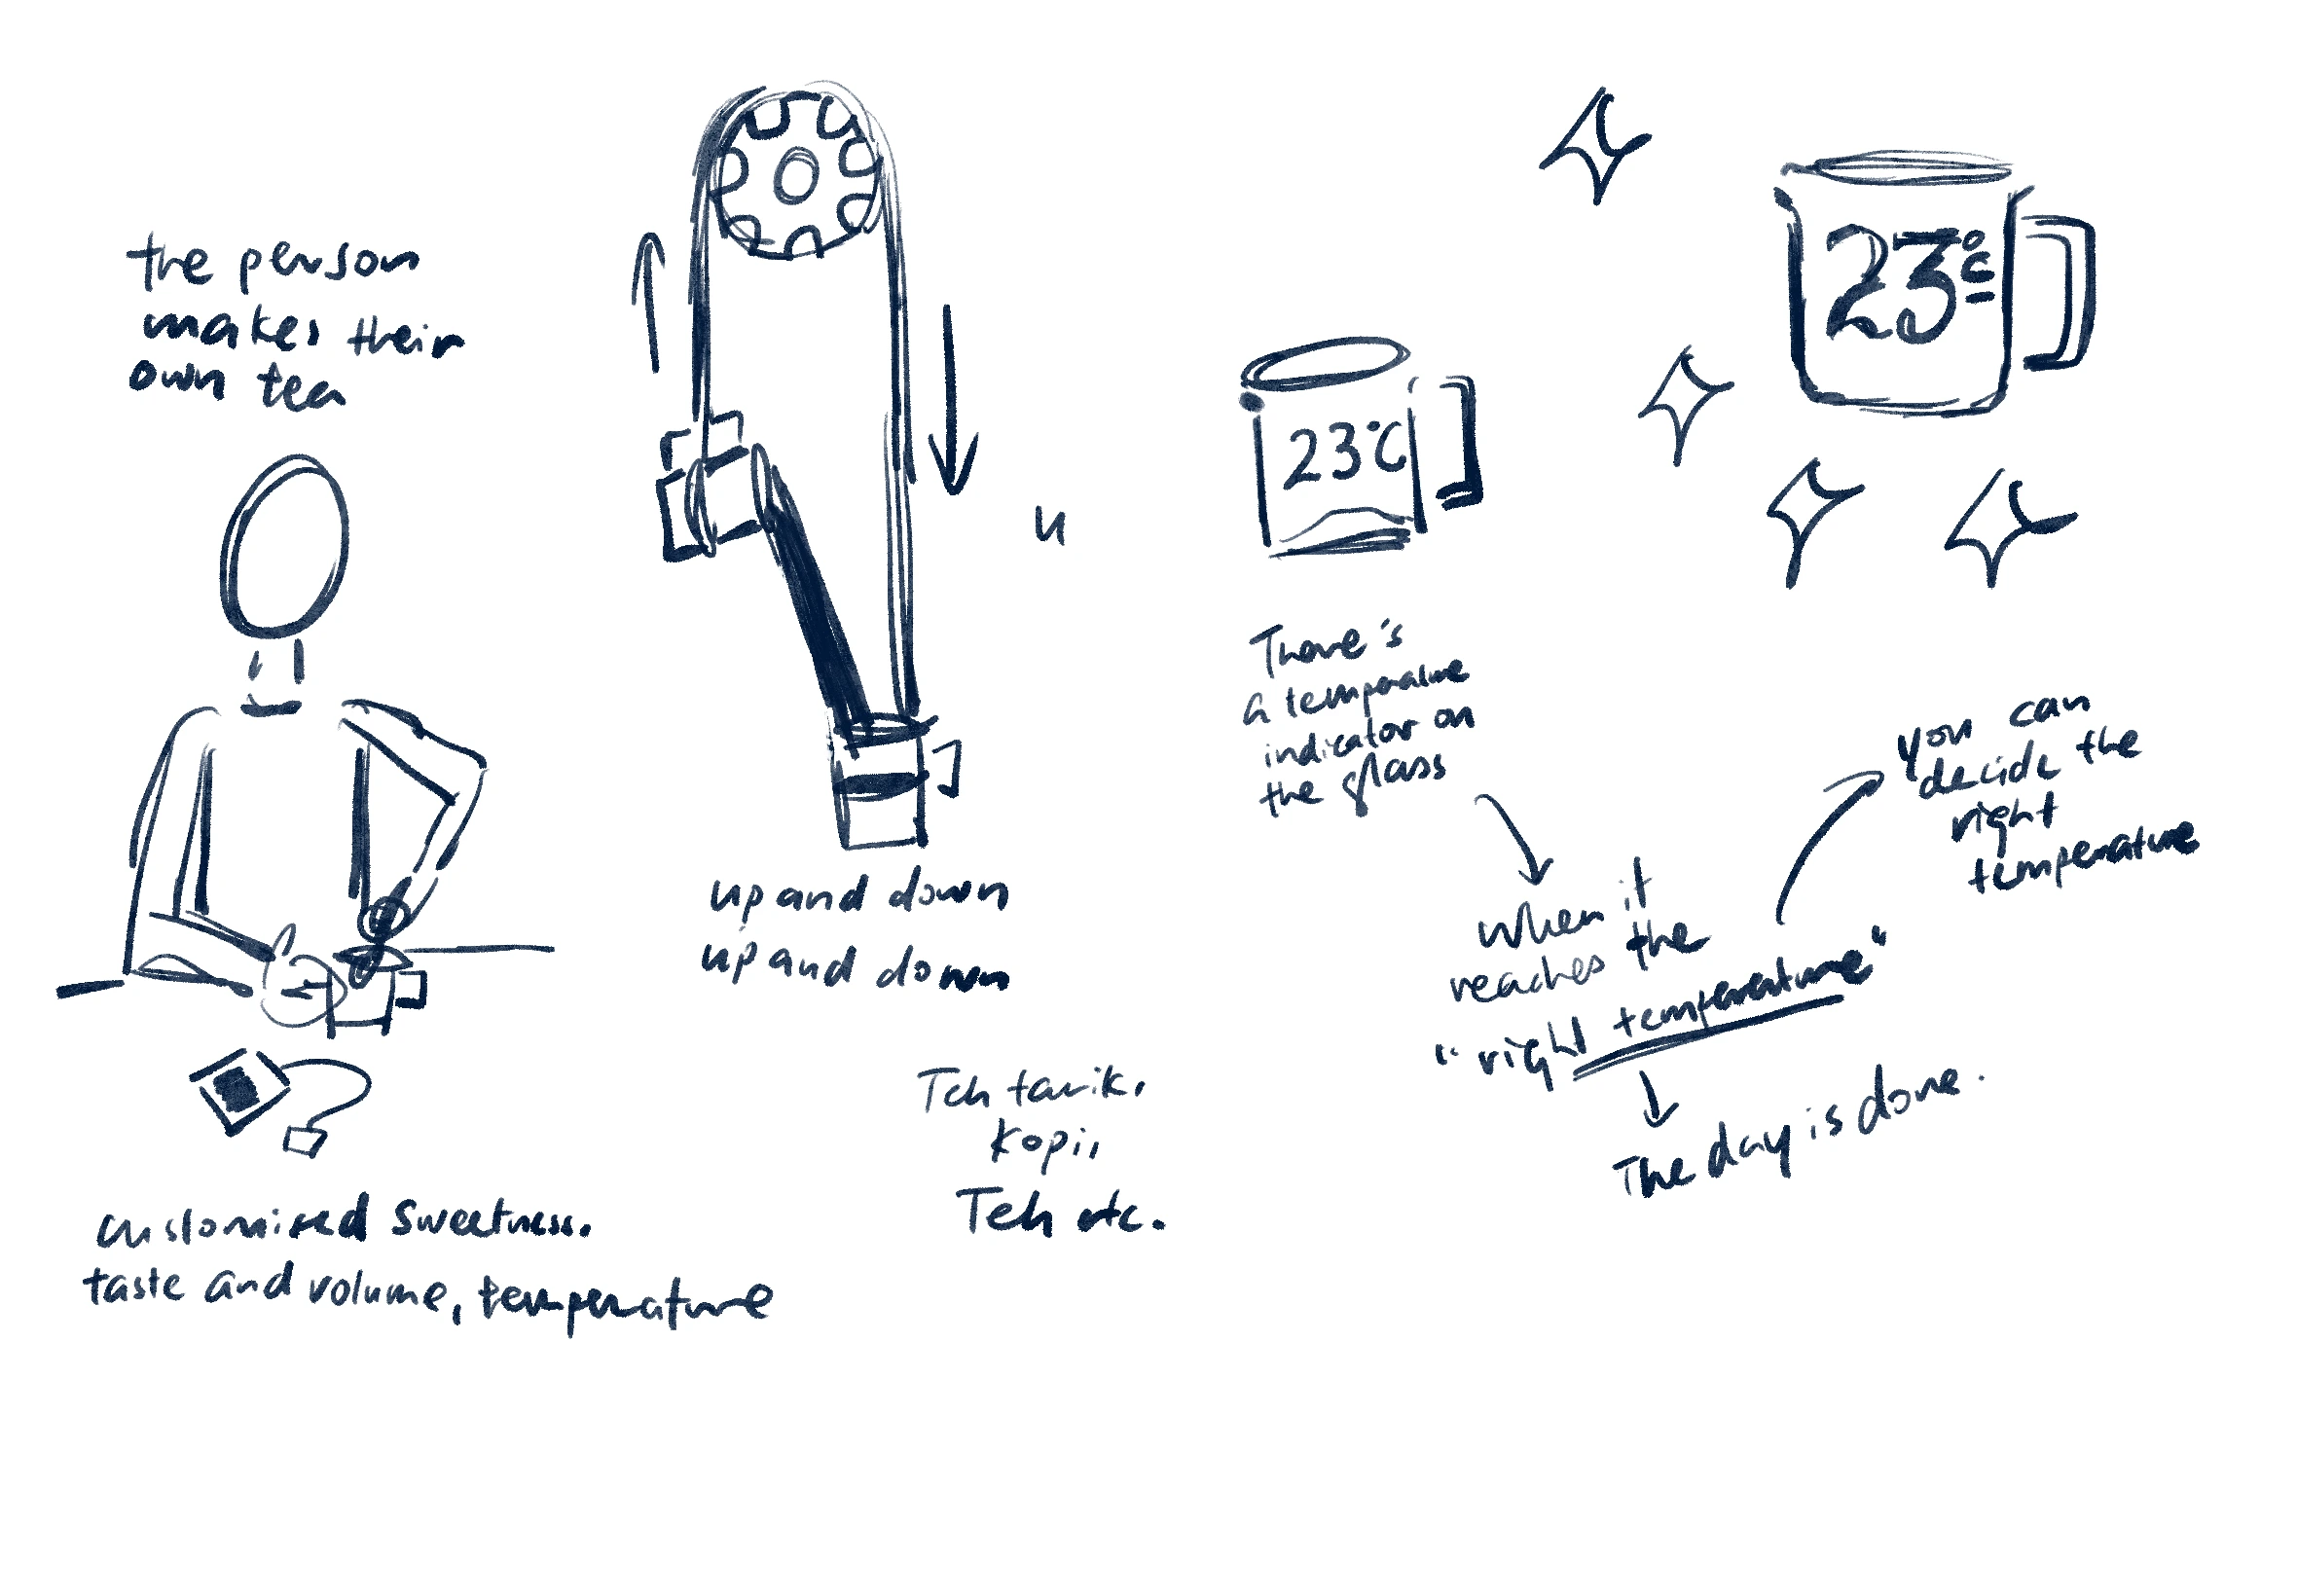 the person
makes their
own tea
customised sweetness.
taste and volume, temperature
u
up and down
up and down
Teh tarik,
kopi,
Teh etc.
23°C
23°C
There's
a temperature
indicator on
the glass
when it
reaches the
"right temperature"
you can
decide the
right
temperature
The day is done.